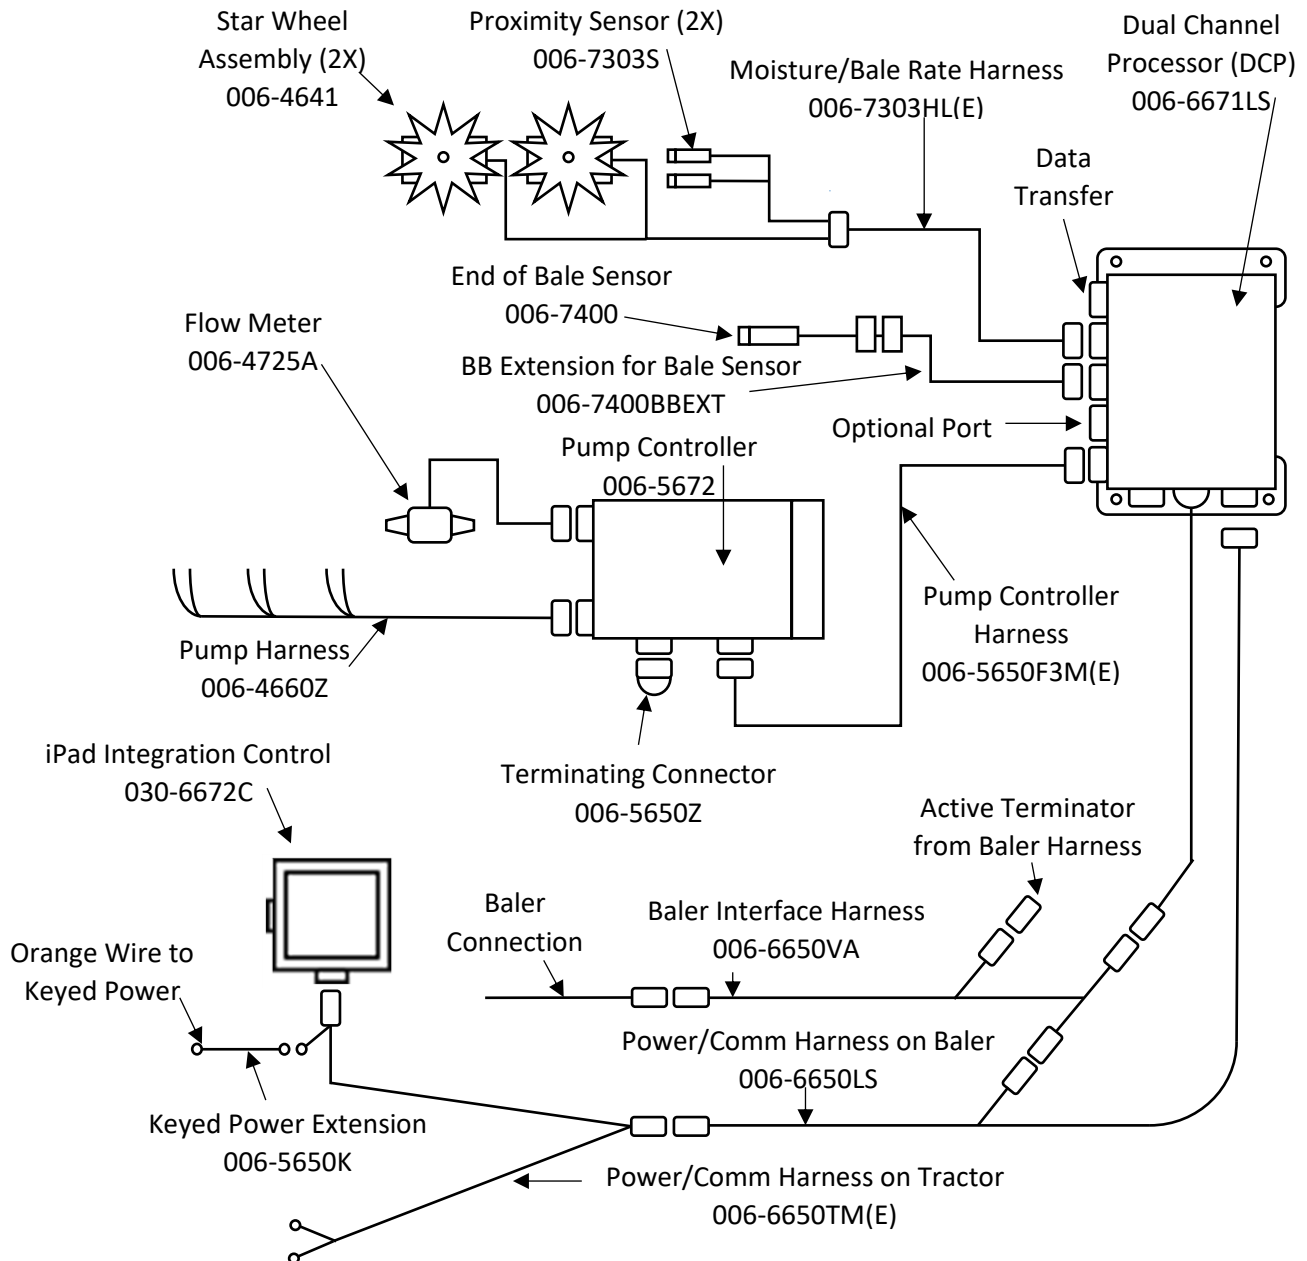 Star Wheel
Assembly (2X)
006-4641
Proximity Sensor (2X)
006-7303S
Moisture/Bale Rate Harness
006-7303HL(E)
Dual Channel
Processor (DCP)
006-6671LS
Data
Transfer
End of Bale Sensor
006-7400
Flow Meter
006-4725A
BB Extension for Bale Sensor
006-7400BBEXT
Optional Port
Pump Controller
006-5672
Pump Controller
Harness
006-5650F3M(E)
Pump Harness
006-4660Z
iPad Integration Control
030-6672C
Terminating Connector
006-5650Z
Active Terminator
from Baler Harness
Baler
Connection
Baler Interface Harness
006-6650VA
Orange Wire to
Keyed Power
Power/Comm Harness on Baler
006-6650LS
Keyed Power Extension
006-5650K
Power/Comm Harness on Tractor
006-6650TM(E)